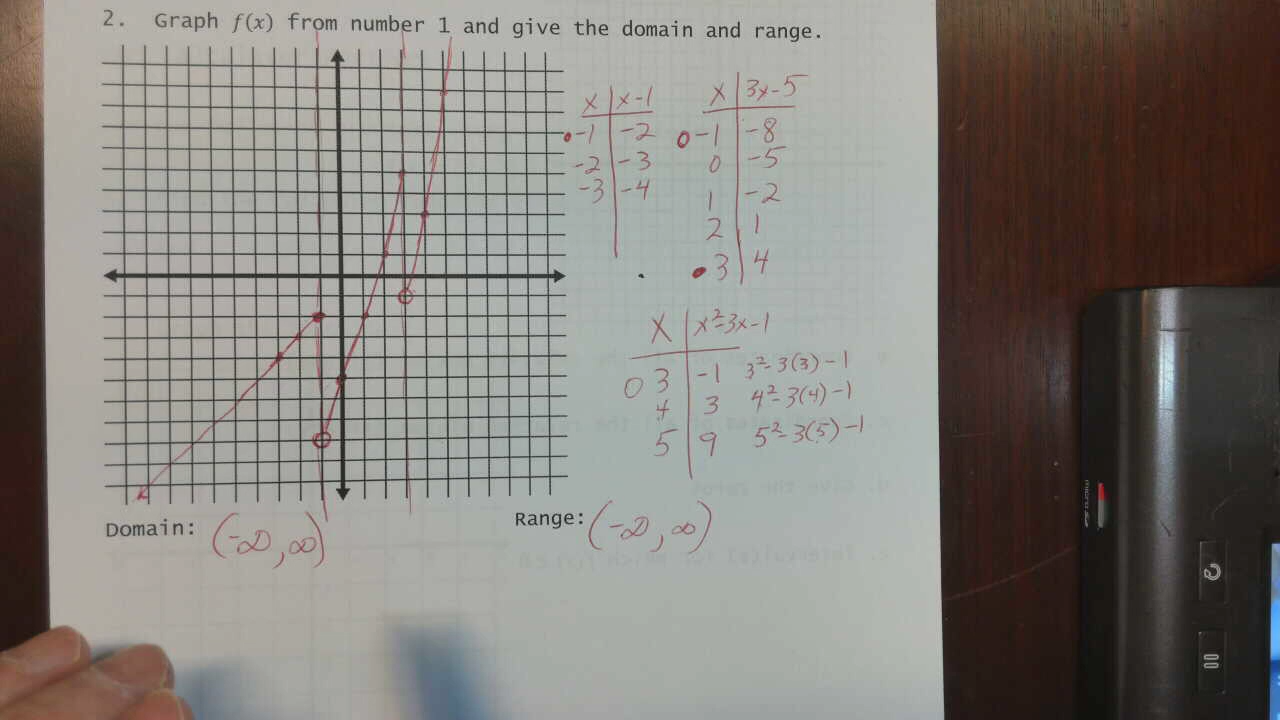 2. Graph f(x) from number 1 and give the domain and range.
x | x-1
-1 | -2
-2 | -3
-3 | -4
x | 3x-5
-1 | -8
0 | -5
1 | -2
2 | 1
3 | 4
x | x²-3x-1
3 | -1 3²-3(3)-1
4 | 3 4²-3(4)-1
5 | 9 5²-3(5)-1
Domain: (-∞, ∞)
Range: (-∞, ∞)
micro